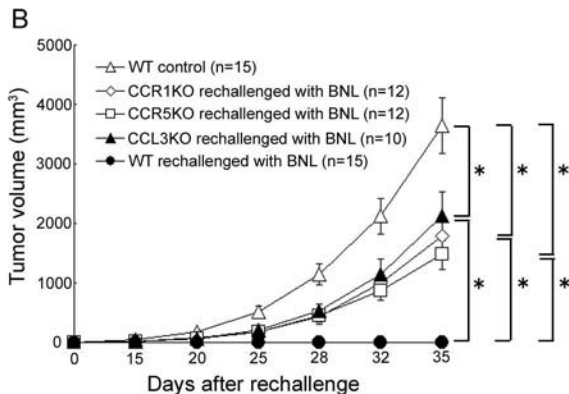 B
5000
4000
3000
2000
1000
0
Tumor volume (mm³)
WT control (n=15)
CCR1KO rechallenged with BNL (n=12)
CCR5KO rechallenged with BNL (n=12)
CCL3KO rechallenged with BNL (n=10)
WT rechallenged with BNL (n=15)
* * *
* * *
0 15 20 25 28 32 35
Days after rechallenge